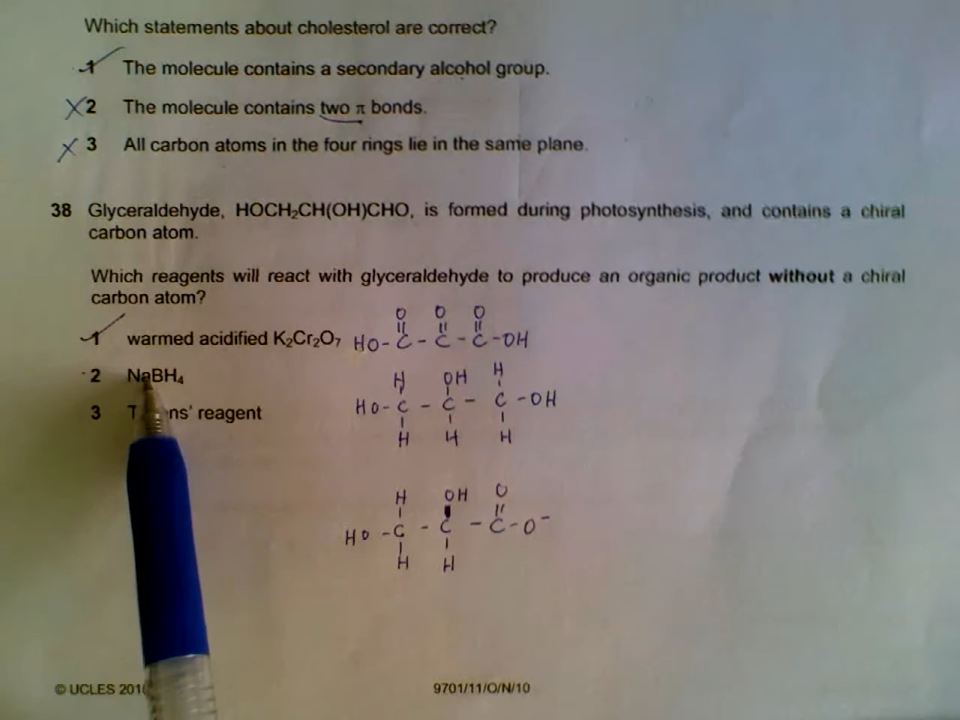 Which statements about cholesterol are correct?
1 The molecule contains a secondary alcohol group.
2 The molecule contains two π bonds.
3 All carbon atoms in the four rings lie in the same plane.
38 Glyceraldehyde, HOCH₂CH(OH)CHO, is formed during photosynthesis, and contains a chiral
carbon atom.
Which reagents will react with glyceraldehyde to produce an organic product without a chiral
carbon atom?
O O O
1 warmed acidified K₂Cr₂O₇ HO-C-C-C-OH
H OH H
2 NaBH₄
HO-C-C-C-OH
3 reagent
H H H
H OH O
HO-C-C-C-O⁻
H H
© UCLES 9701/11/O/N/10